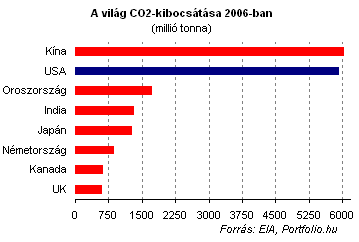 A világ CO2-kibocsátása 2006-ban
(millió tonna)
Kína
USA
Oroszország
India
Japán
Németország
Kanada
UK
0 750 1500 2250 3000 3750 4500 5250 6000
Forrás: EIA, Portfolio.hu